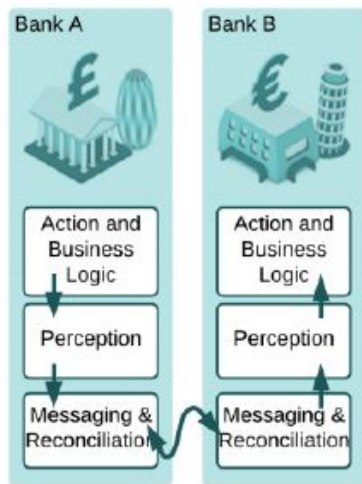 Bank A
£
Action and
Business
Logic
Perception
Messaging &
Reconciliation
Bank B
€
Action and
Business
Logic
Perception
Messaging &
Reconciliation